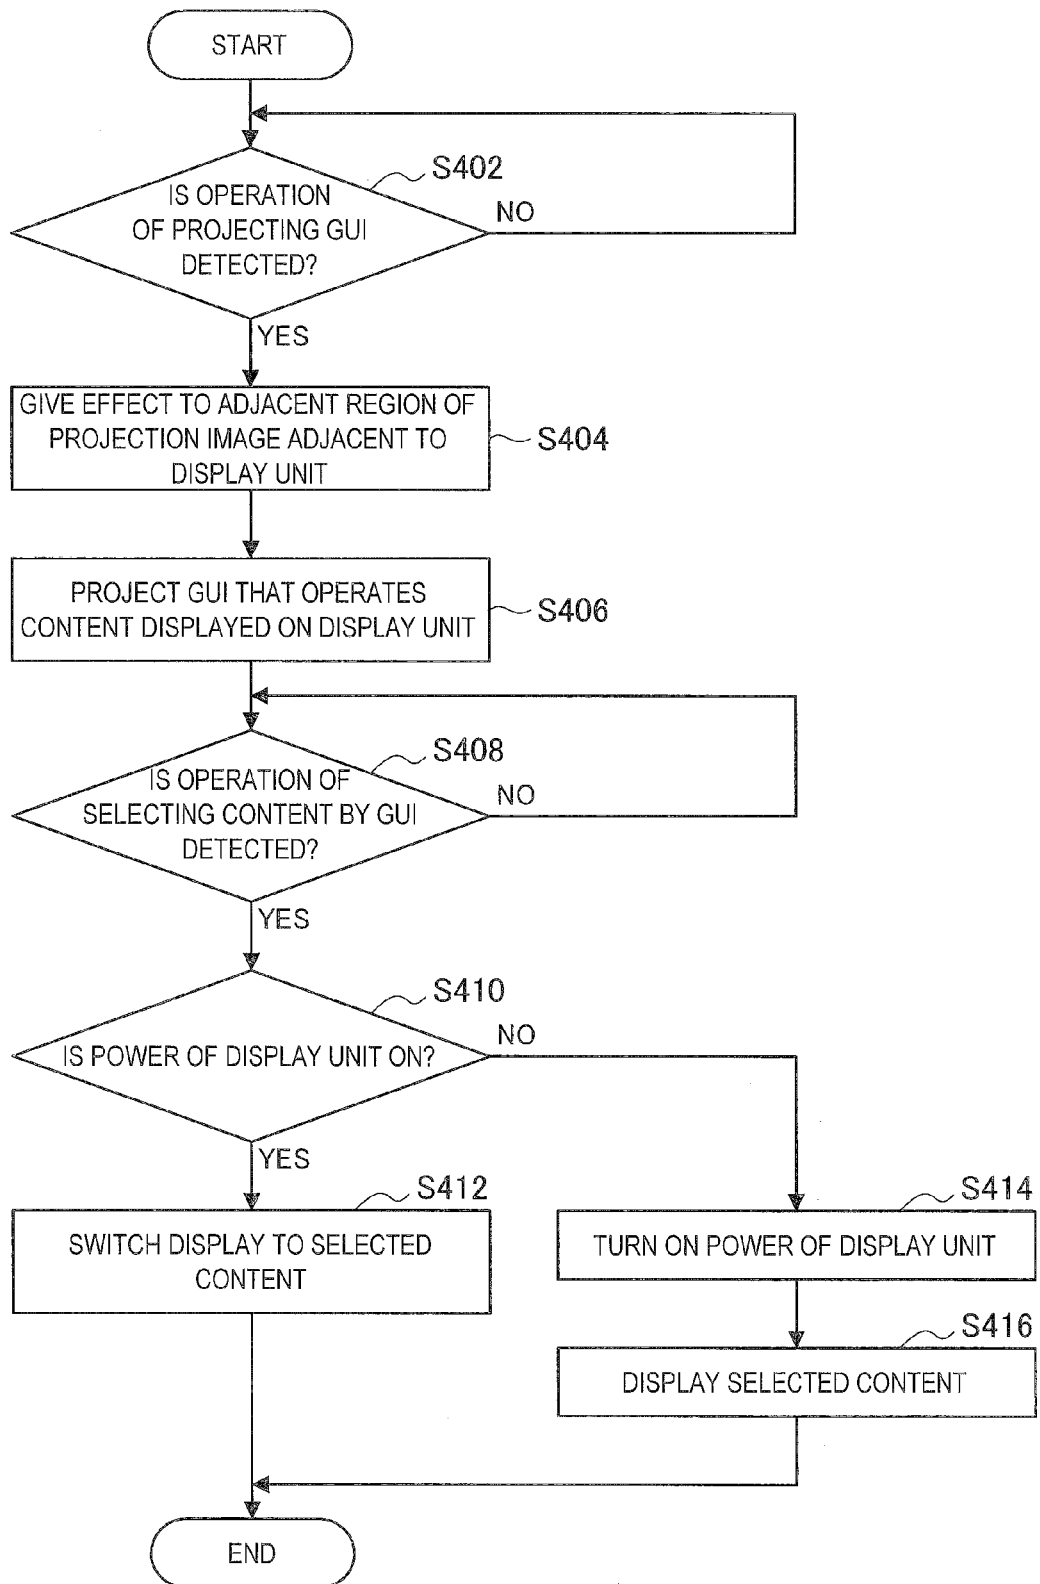 START
S402
IS OPERATION
OF PROJECTING GUI
DETECTED?
NO
YES
GIVE EFFECT TO ADJACENT REGION OF
PROJECTION IMAGE ADJACENT TO
DISPLAY UNIT
S404
PROJECT GUI THAT OPERATES
CONTENT DISPLAYED ON DISPLAY UNIT
S406
S408
IS OPERATION OF
SELECTING CONTENT BY GUI
DETECTED?
NO
YES
S410
IS POWER OF DISPLAY UNIT ON?
NO
YES
S412
SWITCH DISPLAY TO SELECTED
CONTENT
S414
TURN ON POWER OF DISPLAY UNIT
S416
DISPLAY SELECTED CONTENT
END